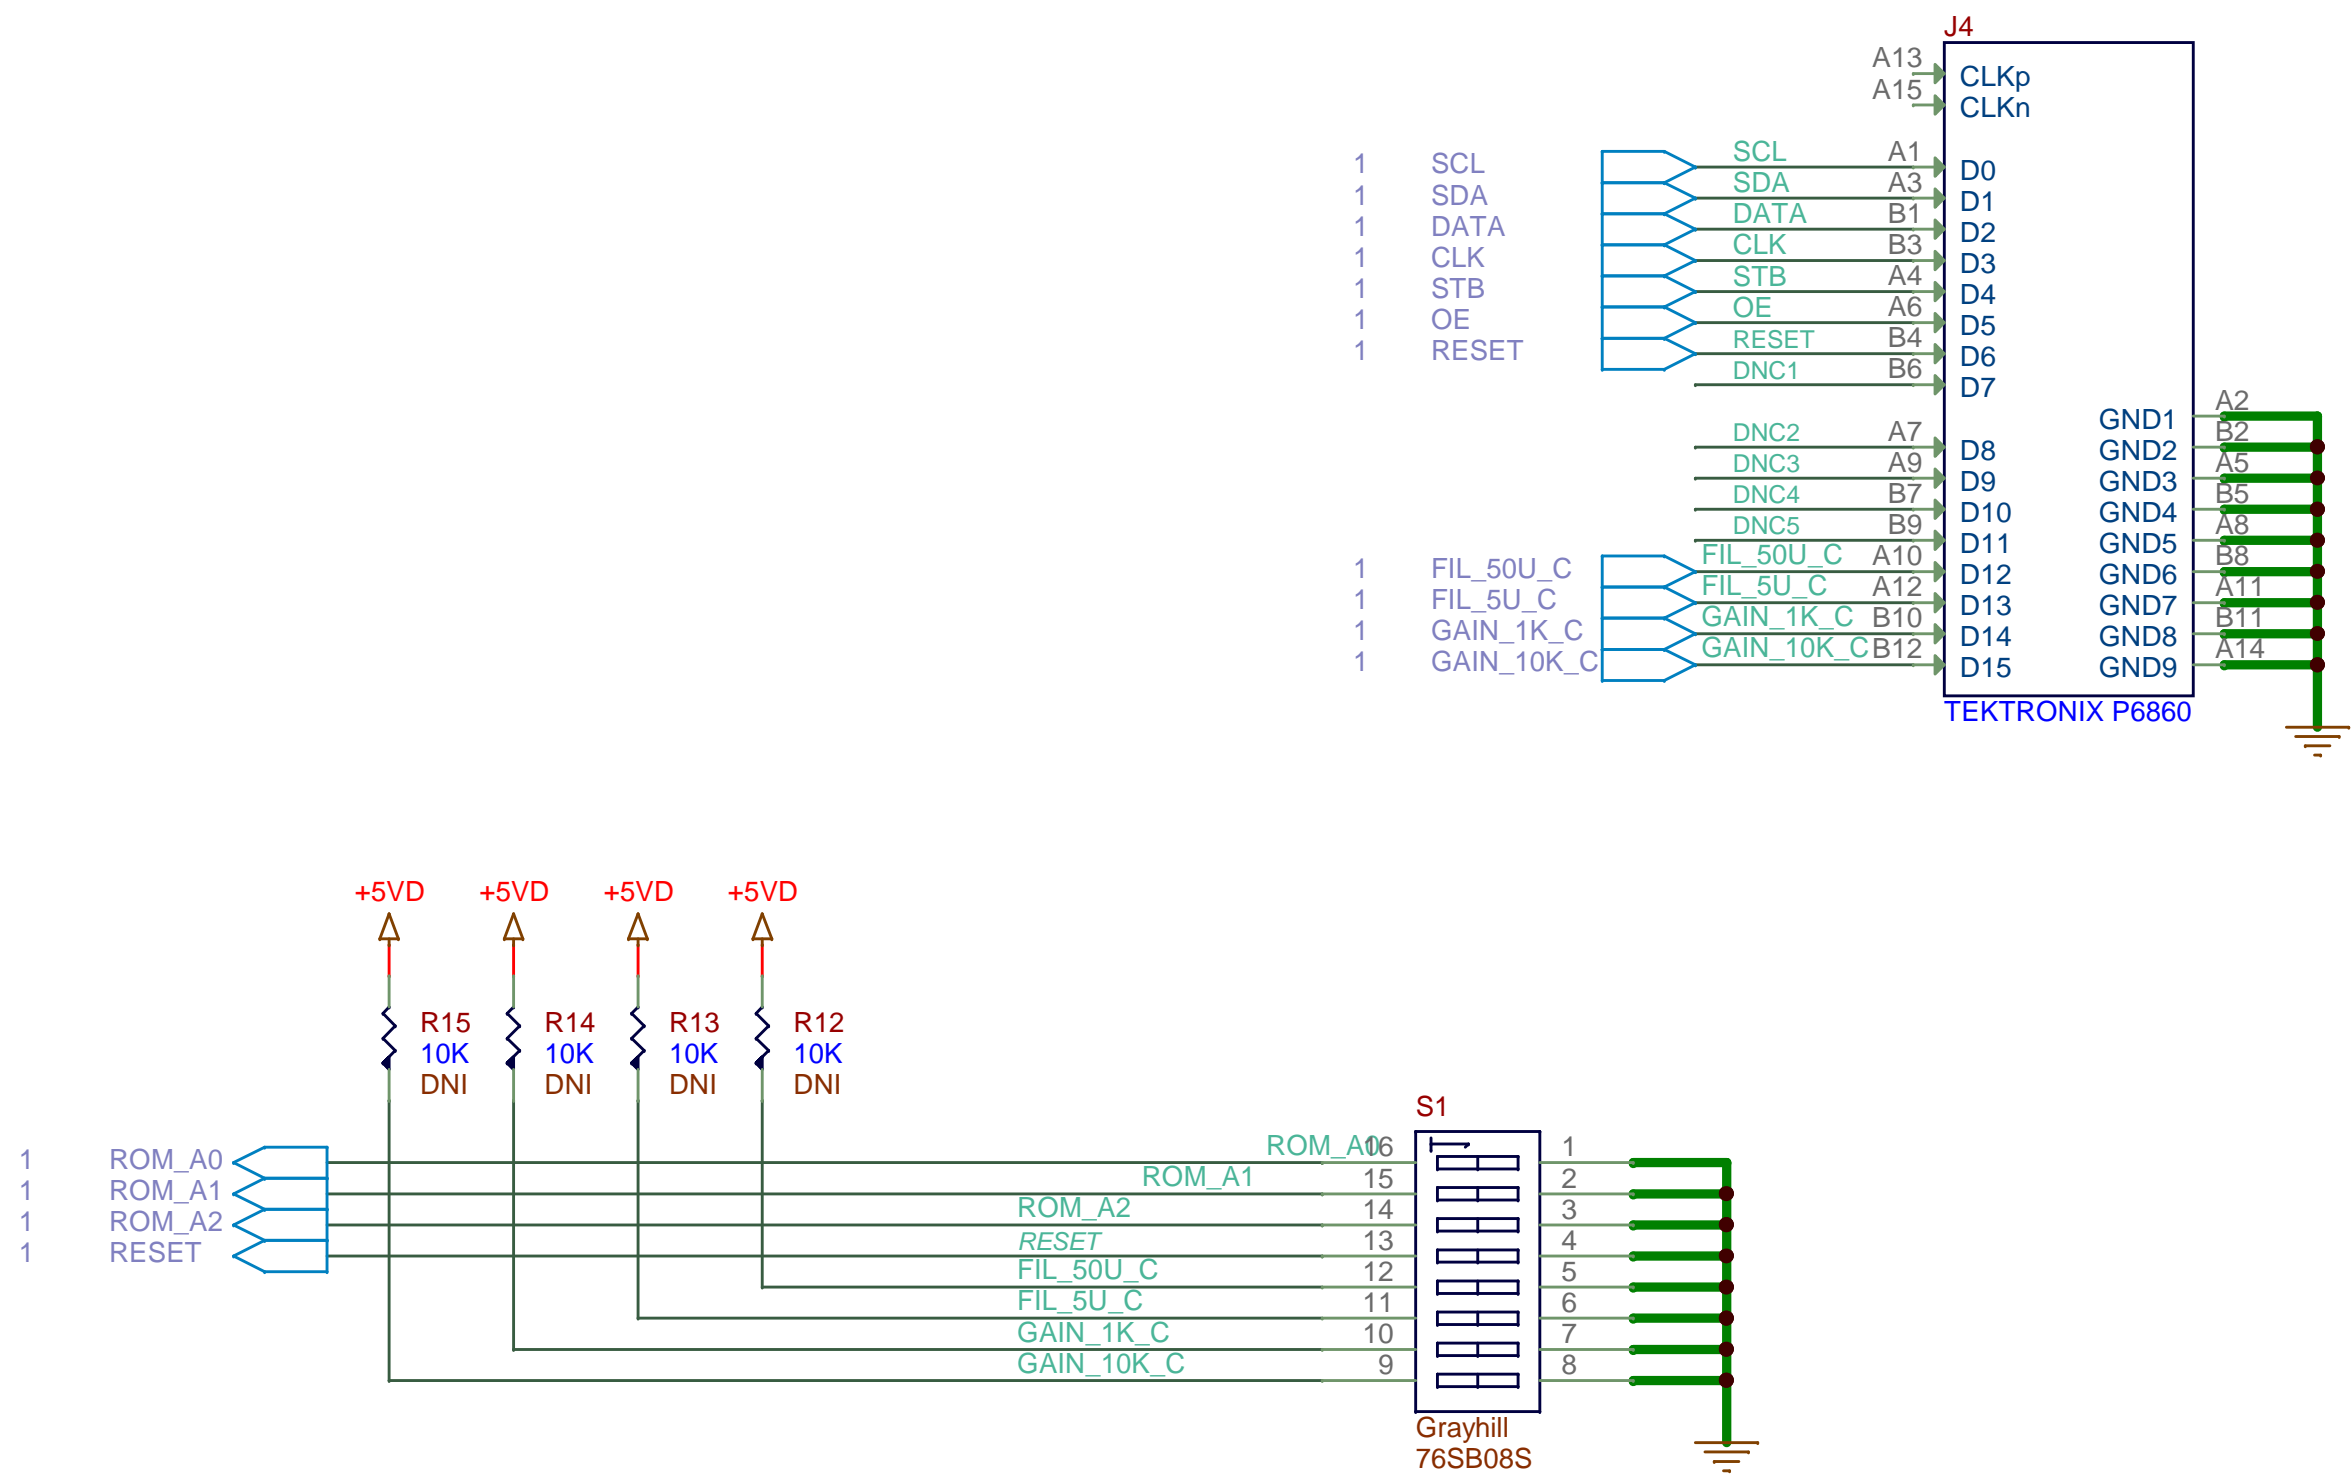 J4
A13 CLKp
A15 CLKn
1 SCL SCL A1 D0
1 SDA SDA A3 D1
1 DATA DATA B1 D2
1 CLK CLK B3 D3
1 STB STB A4 D4
1 OE OE A6 D5
1 RESET RESET B4 D6
DNC1 B6 D7
GND1 A2
DNC2 A7 D8 GND2 B2
DNC3 A9 D9 GND3 A5
DNC4 B7 D10 GND4 B5
DNC5 B9 D11 GND5 A8
1 FIL_50U_C FIL_50U_C A10 D12 GND6 B8
1 FIL_5U_C FIL_5U_C A12 D13 GND7 A11
1 GAIN_1K_C GAIN_1K_C B10 D14 GND8 B11
1 GAIN_10K_C GAIN_10K_C B12 D15 GND9 A14
TEKTRONIX P6860
+5VD +5VD +5VD +5VD
R15 R14 R13 R12
10K 10K 10K 10K
DNI DNI DNI DNI
S1
1 ROM_A0 ROM_A0 16 1
1 ROM_A1 ROM_A1 15 2
1 ROM_A2 ROM_A2 14 3
1 RESET RESET 13 4
FIL_50U_C 12 5
FIL_5U_C 11 6
GAIN_1K_C 10 7
GAIN_10K_C 9 8
Grayhill
76SB08S